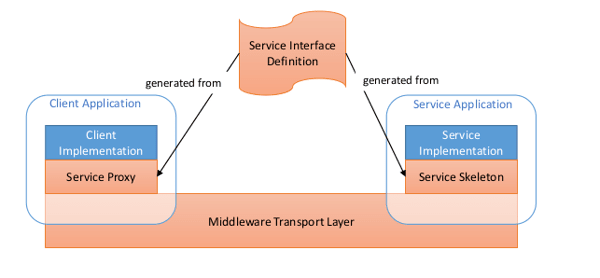 Service Interface
Definition
generated from
generated from
Client Application
Service Application
Client
Implementation
Service
Implementation
Service Proxy
Service Skeleton
Middleware Transport Layer